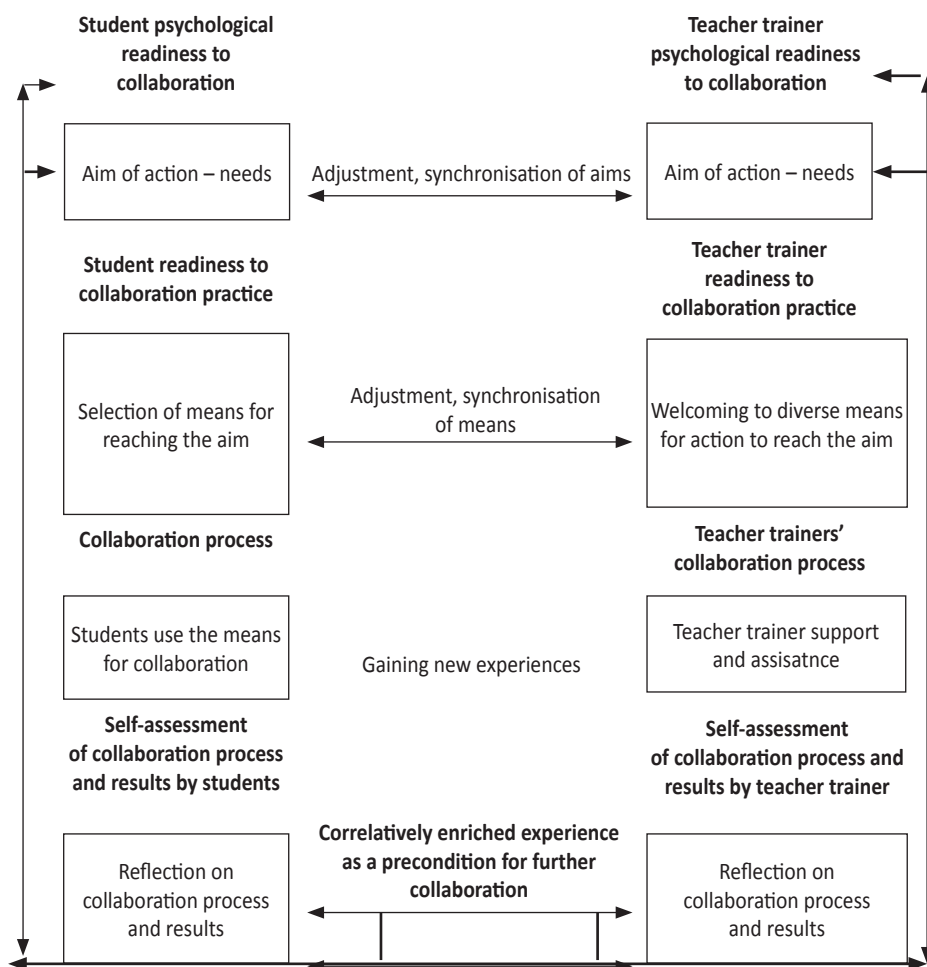 Student psychological
readiness to
collaboration
Teacher trainer
psychological readiness
to collaboration
Aim of action – needs
Adjustment, synchronisation of aims
Aim of action – needs
Student readiness to
collaboration practice
Teacher trainer
readiness to
collaboration practice
Selection of means for
reaching the aim
Adjustment, synchronisation
of means
Welcoming to diverse means
for action to reach the aim
Collaboration process
Teacher trainers’
collaboration process
Students use the means
for collaboration
Gaining new experiences
Teacher trainer support
and assisatnce
Self-assessment
of collaboration process
and results by students
Self-assessment
of collaboration process and
results by teacher trainer
Reflection on
collaboration process
and results
Correlatively enriched experience
as a precondition for further
collaboration
Reflection on
collaboration process
and results